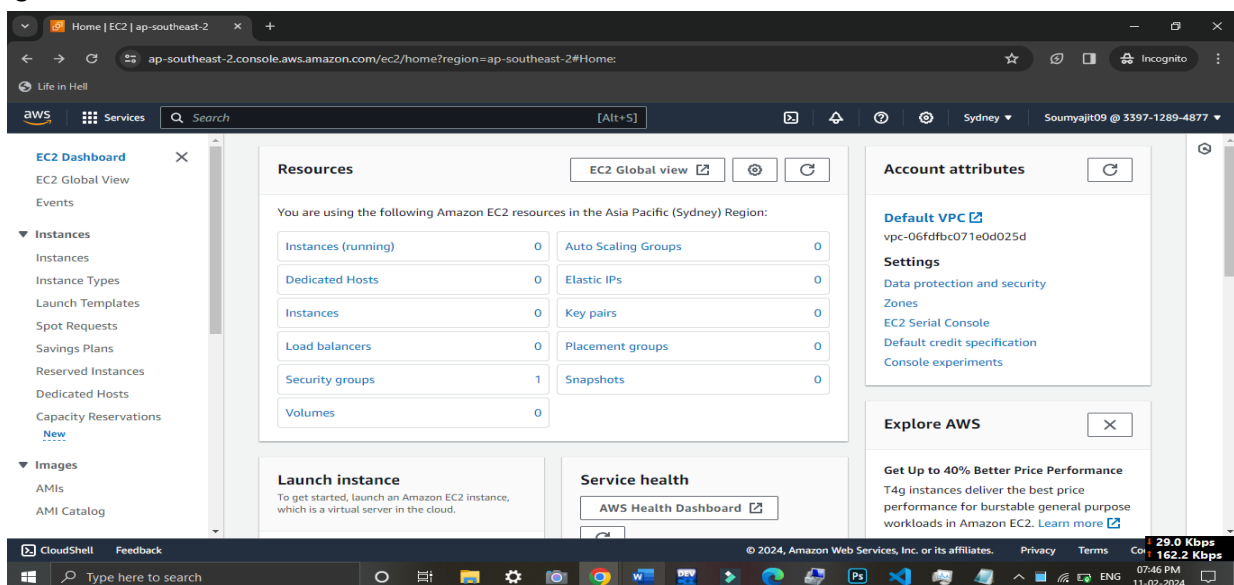 Home | EC2 | ap-southeast-2
ap-southeast-2.console.aws.amazon.com/ec2/home?region=ap-southeast-2#Home:
Incognito
Life in Hell
aws
Services
Search
[Alt+S]
Sydney
Soumyajit09 @ 3397-1289-4877
EC2 Dashboard
EC2 Global View
Events
Instances
Instances
Instance Types
Launch Templates
Spot Requests
Savings Plans
Reserved Instances
Dedicated Hosts
Capacity Reservations
New
Images
AMIs
AMI Catalog
Resources
EC2 Global view
You are using the following Amazon EC2 resources in the Asia Pacific (Sydney) Region:
Instances (running) 0
Auto Scaling Groups 0
Dedicated Hosts 0
Elastic IPs 0
Instances 0
Key pairs 0
Load balancers 0
Placement groups 0
Security groups 1
Snapshots 0
Volumes 0
Launch instance
To get started, launch an Amazon EC2 instance,
which is a virtual server in the cloud.
Service health
AWS Health Dashboard
Account attributes
Default VPC
vpc-06fdfbc071e0d025d
Settings
Data protection and security
Zones
EC2 Serial Console
Default credit specification
Console experiments
Explore AWS
Get Up to 40% Better Price Performance
T4g instances deliver the best price
performance for burstable general purpose
workloads in Amazon EC2. Learn more
CloudShell
Feedback
© 2024, Amazon Web Services, Inc. or its affiliates.
Privacy
Terms
29.0 Kbps
162.2 Kbps
Type here to search
W
DEV
Ps
ENG
07:46 PM
11-02-2024